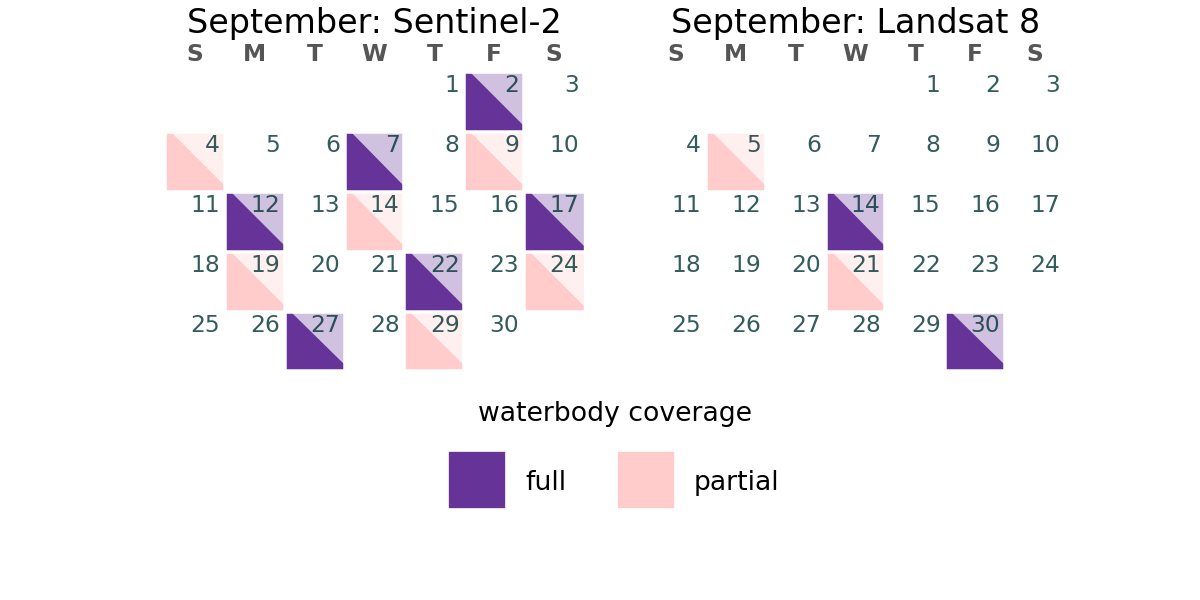 September: Sentinel-2
S M T W T F S
1 2 3
4 5 6 7 8 9 10
11 12 13 14 15 16 17
18 19 20 21 22 23 24
25 26 27 28 29 30
September: Landsat 8
S M T W T F S
1 2 3
4 5 6 7 8 9 10
11 12 13 14 15 16 17
18 19 20 21 22 23 24
25 26 27 28 29 30
waterbody coverage
full
partial